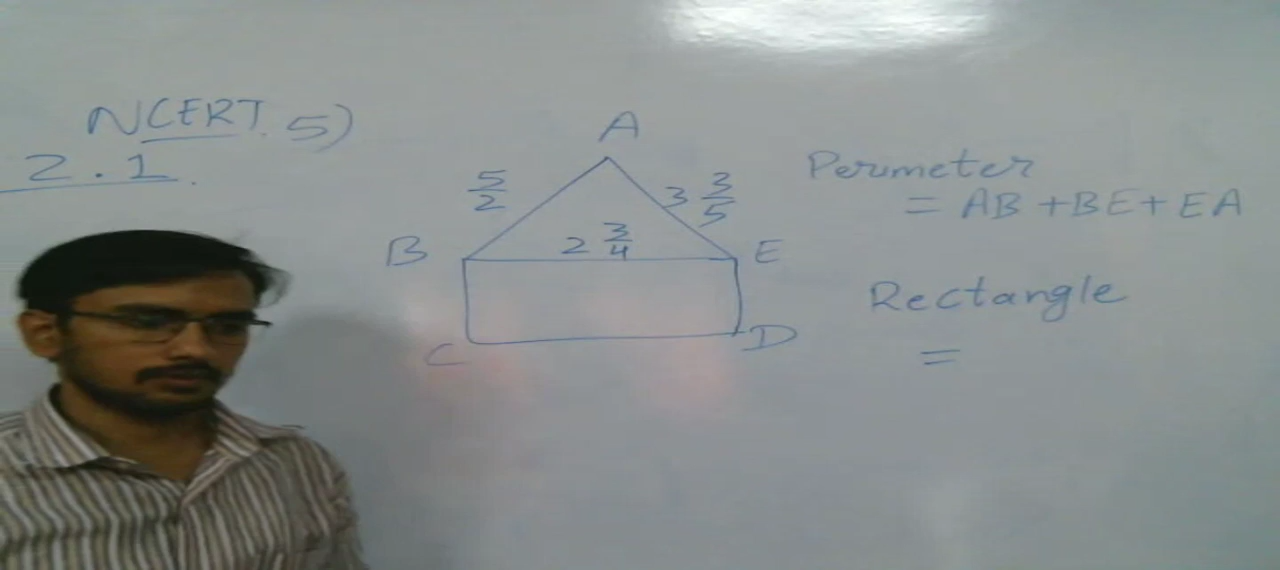 NCERT. 5)
2.1.
A
5/2
3 3/5
B
2 3/4
E
C
D
Perimeter
= AB + BE + EA
Rectangle
=